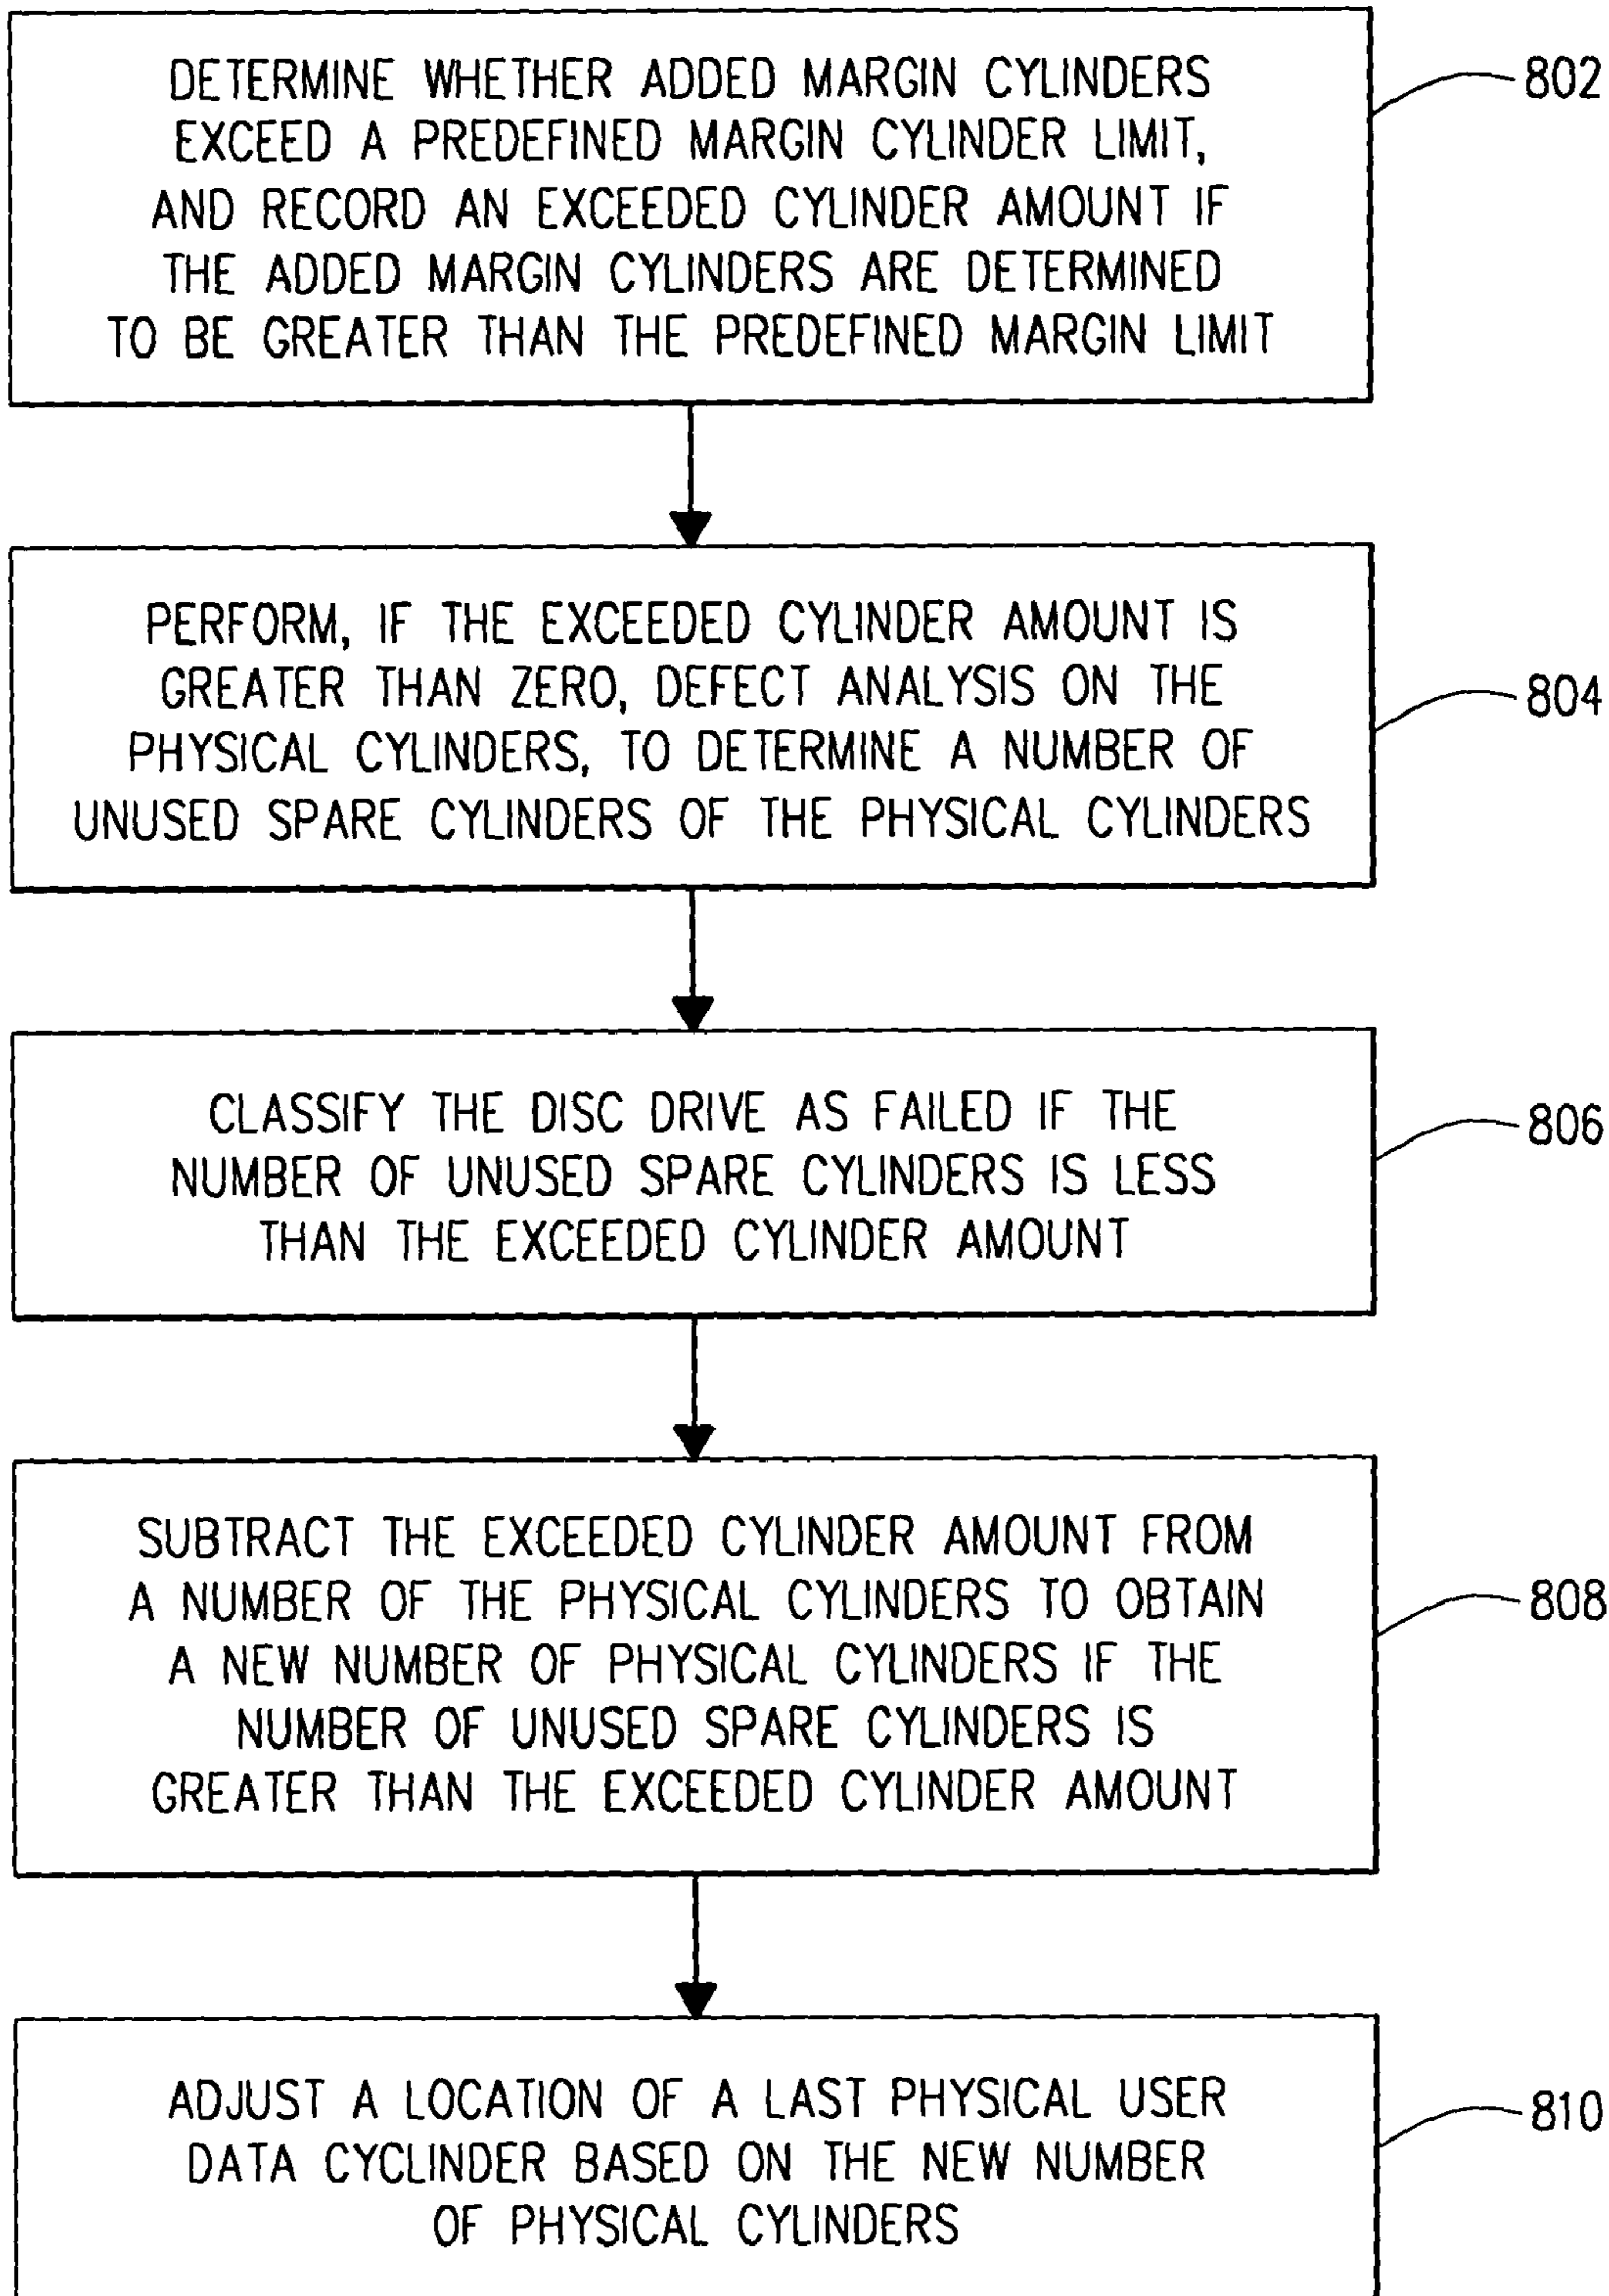 DETERMINE WHETHER ADDED MARGIN CYLINDERS
EXCEED A PREDEFINED MARGIN CYLINDER LIMIT,
AND RECORD AN EXCEEDED CYLINDER AMOUNT IF
THE ADDED MARGIN CYLINDERS ARE DETERMINED
TO BE GREATER THAN THE PREDEFINED MARGIN LIMIT
802
PERFORM, IF THE EXCEEDED CYLINDER AMOUNT IS
GREATER THAN ZERO, DEFECT ANALYSIS ON THE
PHYSICAL CYLINDERS, TO DETERMINE A NUMBER OF
UNUSED SPARE CYLINDERS OF THE PHYSICAL CYLINDERS
804
CLASSIFY THE DISC DRIVE AS FAILED IF THE
NUMBER OF UNUSED SPARE CYLINDERS IS LESS
THAN THE EXCEEDED CYLINDER AMOUNT
806
SUBTRACT THE EXCEEDED CYLINDER AMOUNT FROM
A NUMBER OF THE PHYSICAL CYLINDERS TO OBTAIN
A NEW NUMBER OF PHYSICAL CYLINDERS IF THE
NUMBER OF UNUSED SPARE CYLINDERS IS
GREATER THAN THE EXCEEDED CYLINDER AMOUNT
808
ADJUST A LOCATION OF A LAST PHYSICAL USER
DATA CYCLINDER BASED ON THE NEW NUMBER
OF PHYSICAL CYLINDERS
810